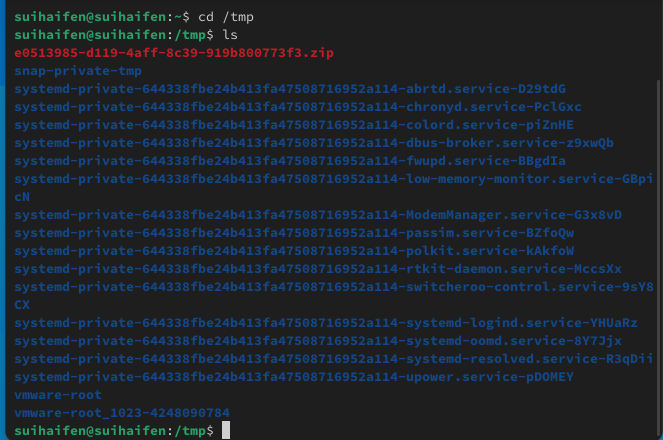 suihaifen@suihaifen:~$ cd /tmp
suihaifen@suihaifen:/tmp$ ls
e0513985-d119-4aff-8c39-919b800773f3.zip
snap-private-tmp
systemd-private-644338fbe24b413fa47508716952a114-abrtd.service-D29tdG
systemd-private-644338fbe24b413fa47508716952a114-chronyd.service-PclGxc
systemd-private-644338fbe24b413fa47508716952a114-colord.service-piZnHE
systemd-private-644338fbe24b413fa47508716952a114-dbus-broker.service-z9xwQb
systemd-private-644338fbe24b413fa47508716952a114-fwupd.service-BBgdIa
systemd-private-644338fbe24b413fa47508716952a114-low-memory-monitor.service-GBpi
cN
systemd-private-644338fbe24b413fa47508716952a114-ModemManager.service-G3x8vD
systemd-private-644338fbe24b413fa47508716952a114-passim.service-BZfoQw
systemd-private-644338fbe24b413fa47508716952a114-polkit.service-kAkfoW
systemd-private-644338fbe24b413fa47508716952a114-rtkit-daemon.service-MccsXx
systemd-private-644338fbe24b413fa47508716952a114-switcheroo-control.service-9sY8
CX
systemd-private-644338fbe24b413fa47508716952a114-systemd-logind.service-YHUaRz
systemd-private-644338fbe24b413fa47508716952a114-systemd-oomd.service-8Y7Jjx
systemd-private-644338fbe24b413fa47508716952a114-systemd-resolved.service-R3qDii
systemd-private-644338fbe24b413fa47508716952a114-upower.service-pDOMEY
vmware-root
vmware-root_1023-4248090784
suihaifen@suihaifen:/tmp$